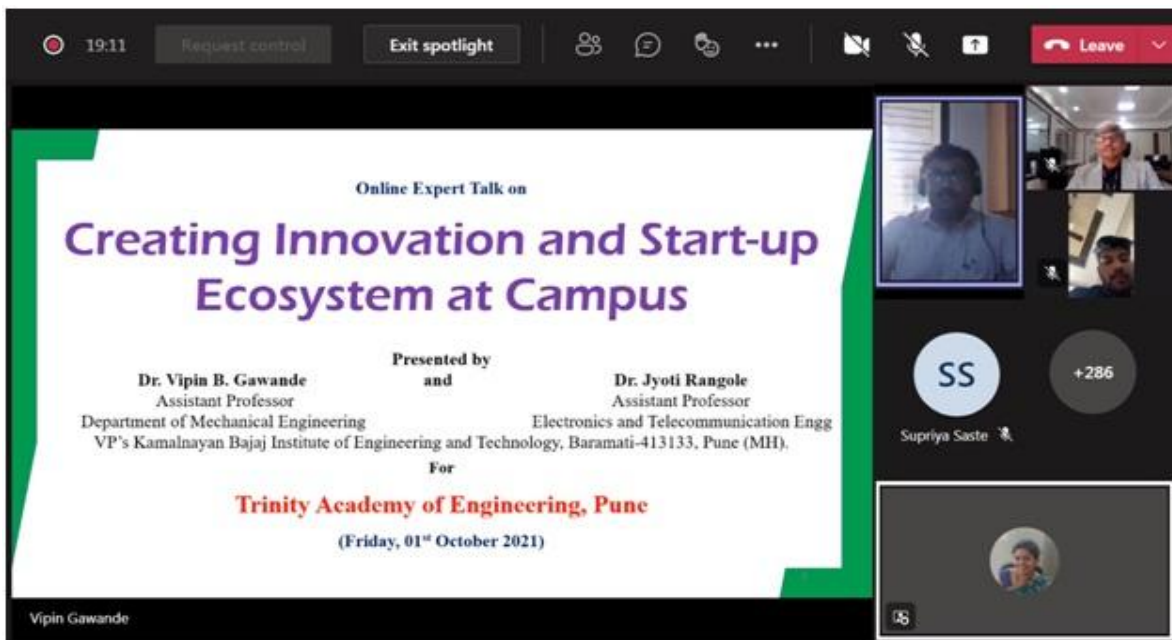 19:11 Request control Exit spotlight Leave
Online Expert Talk on
Creating Innovation and Start-up
Ecosystem at Campus
Presented by
Dr. Vipin B. Gawande and Dr. Jyoti Rangole
Assistant Professor Assistant Professor
Department of Mechanical Engineering Electronics and Telecommunication Engg
VP's Kamalnayan Bajaj Institute of Engineering and Technology, Baramati-413133, Pune (MH).
For
Trinity Academy of Engineering, Pune
(Friday, 01st October 2021)
Vipin Gawande
SS
+286
Supriya Saste